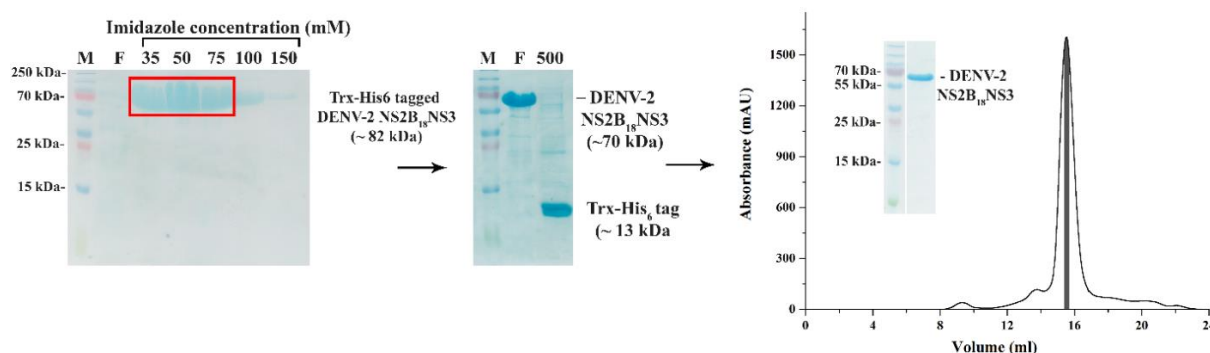 Imidazole concentration (mM)
M F 35 50 75 100 150
250 kDa-
70 kDa-
25 kDa-
15 kDa-
Trx-His6 tagged
DENV-2 NS2B₁₈NS3
(~ 82 kDa)
M F 500
– DENV-2
NS2B₁₈NS3
(~70 kDa)
Trx-His₆ tag
(~ 13 kDa
Absorbance (mAU)
1500
1200
900
600
300
0
70 kDa-
55 kDa-
25 kDa-
15 kDa-
- DENV-2
NS2B₁₈NS3
0 4 8 12 16 20 24
Volume (ml)